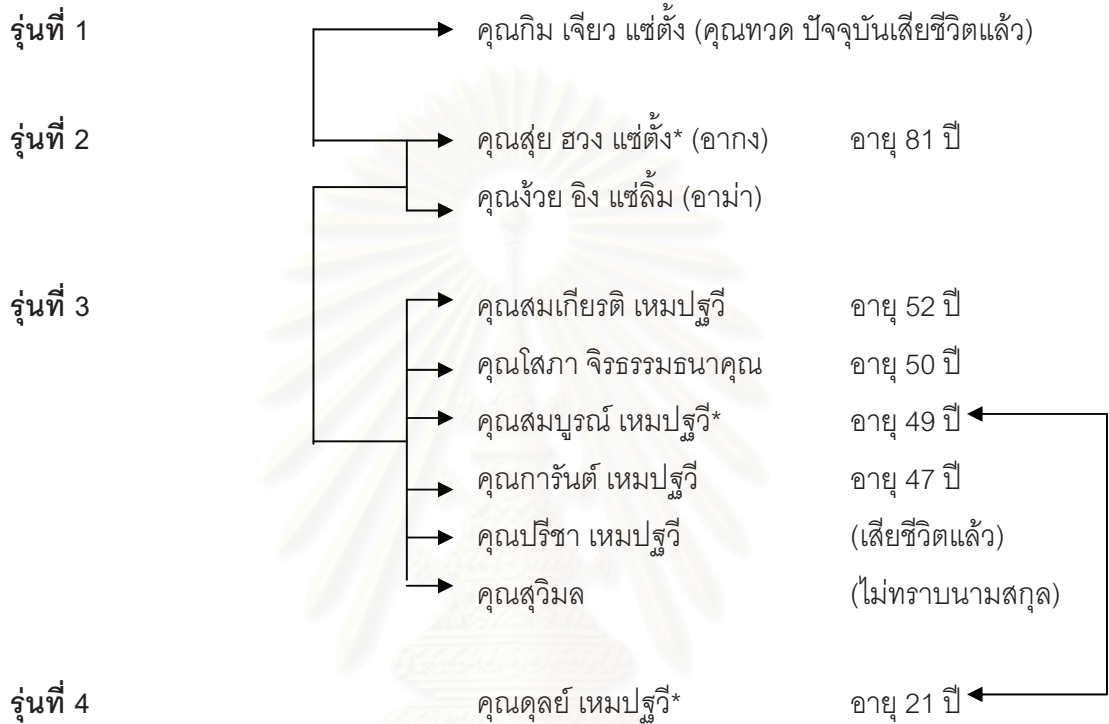 รุ่นที่ 1 คุณกิม เจียว แซ่ตั้ง (คุณทวด ปัจจุบันเสียชีวิตแล้ว)
รุ่นที่ 2 คุณสุ่ย ฮวง แซ่ตั้ง* (อากง) อายุ 81 ปี
คุณง้วย อิง แซ่ลิ้ม (อาม่า)
รุ่นที่ 3 คุณสมเกียรติ เหมปฐวี อายุ 52 ปี
คุณโสภา จิรธรรมธนาคุณ อายุ 50 ปี
คุณสมบูรณ์ เหมปฐวี* อายุ 49 ปี
คุณการันต์ เหมปฐวี อายุ 47 ปี
คุณปรีชา เหมปฐวี (เสียชีวิตแล้ว)
คุณสุวิมล (ไม่ทราบนามสกุล)
รุ่นที่ 4 คุณดุลย์ เหมปฐวี* อายุ 21 ปี